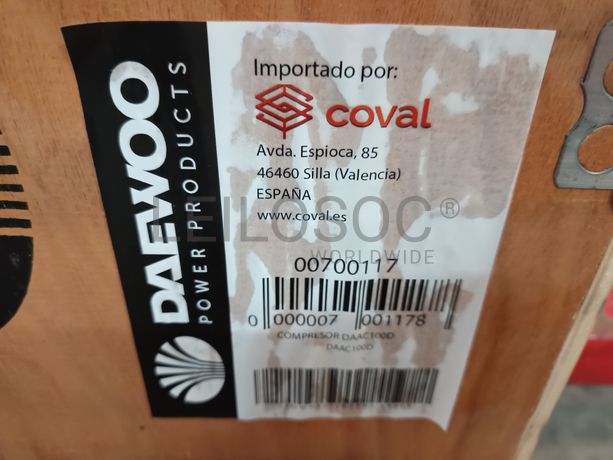 DAEWOO
POWER PRODUCTS
Importado por:
coval
Avda. Espioca, 85
46460 Silla (Valencia)
ESPAÑA
www.coval.es
LEILOSOC®
WORLDWIDE
00700117
0 000007 001178
COMPRESOR DAAC100D
DAAC100D